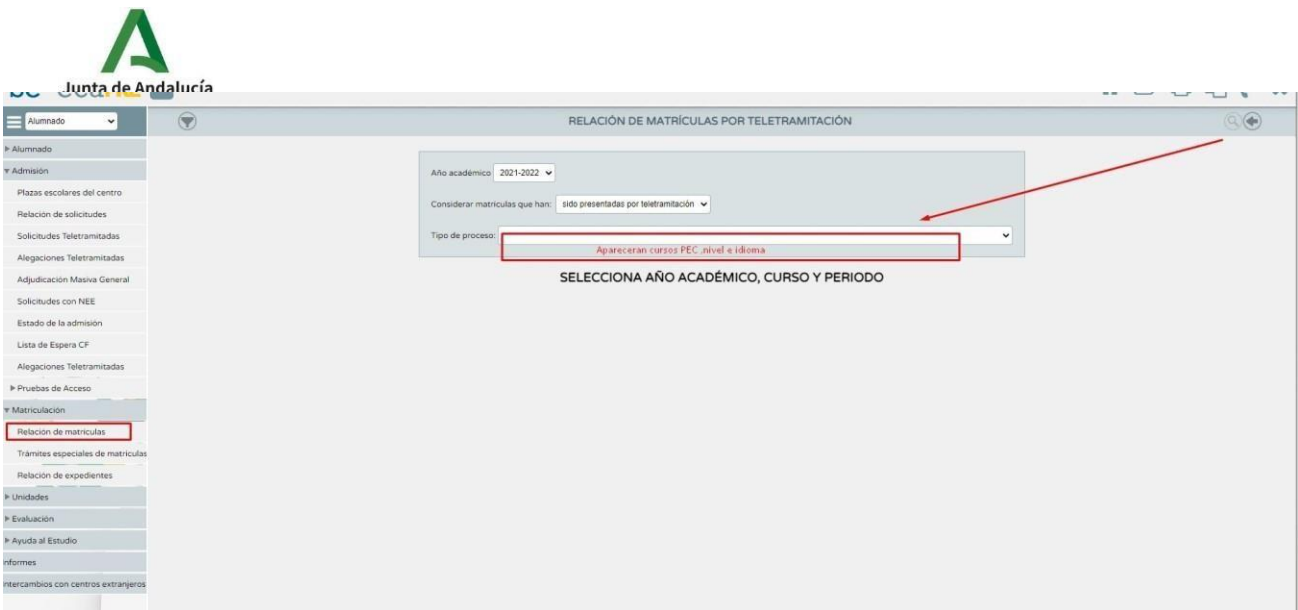 Junta de Andalucía
Alumnado
RELACIÓN DE MATRÍCULAS POR TELETRAMITACIÓN
Alumnado
Admisión
Plazas escolares del centro
Relación de solicitudes
Solicitudes Teletramitadas
Alegaciones Teletramitadas
Adjudicación Masiva General
Solicitudes con NEE
Estado de la admisión
Lista de Espera CF
Alegaciones Teletramitadas
Pruebas de Acceso
Matriculación
Relación de matrículas
Trámites especiales de matrículas
Relación de expedientes
Unidades
Evaluación
Ayuda al Estudio
nformes
ntercambios con centros extranjeros
Año académico 2021-2022
Considerar matrículas que han: sido presentadas por teletramitación
Tipo de proceso:
Apareceran cursos PEC ,nivel e idioma
SELECCIONA AÑO ACADÉMICO, CURSO Y PERIODO